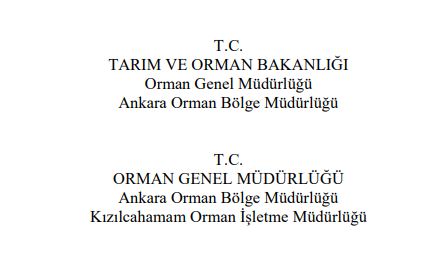 T.C.
TARIM VE ORMAN BAKANLIĞI
Orman Genel Müdürlüğü
Ankara Orman Bölge Müdürlüğü
T.C.
ORMAN GENEL MÜDÜRLÜĞÜ
Ankara Orman Bölge Müdürlüğü
Kızılcahamam Orman İşletme Müdürlüğü